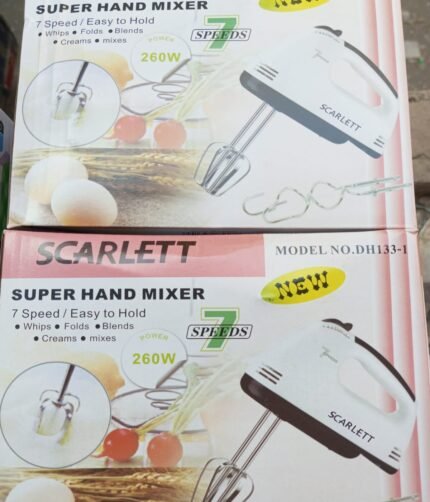 SUPER HAND MIXER
NEW
7 Speed / Easy to Hold
• Whips • Folds • Blends
• Creams • mixes
7
SPEEDS
POWER
260W
SCARLETT
SCARLETT
MODEL NO.DH133-1
SUPER HAND MIXER
NEW
7 Speed / Easy to Hold
• Whips • Folds • Blends
• Creams • mixes
7
SPEEDS
POWER
260W
SCARLETT